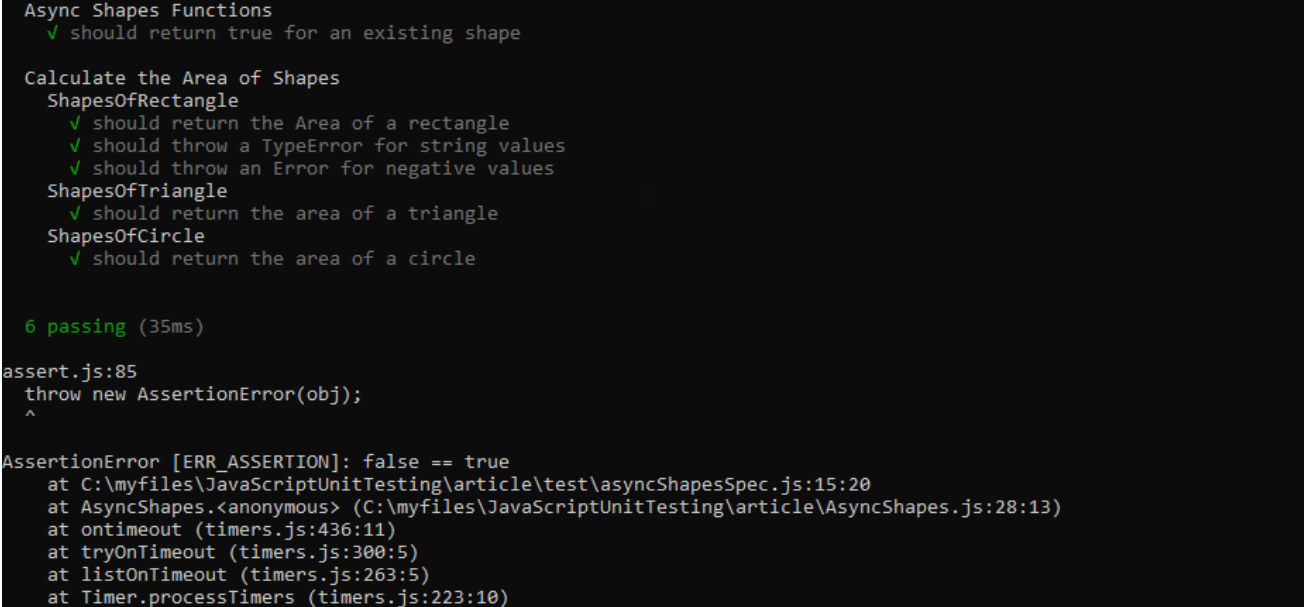 Async Shapes Functions
√ should return true for an existing shape
Calculate the Area of Shapes
ShapesOfRectangle
√ should return the Area of a rectangle
√ should throw a TypeError for string values
√ should throw an Error for negative values
ShapesOfTriangle
√ should return the area of a triangle
ShapesOfCircle
√ should return the area of a circle
6 passing (35ms)
assert.js:85
throw new AssertionError(obj);
^
AssertionError [ERR_ASSERTION]: false == true
at C:\myfiles\JavaScriptUnitTesting\article\test\asyncShapesSpec.js:15:20
at AsyncShapes.<anonymous> (C:\myfiles\JavaScriptUnitTesting\article\AsyncShapes.js:28:13)
at ontimeout (timers.js:436:11)
at tryOnTimeout (timers.js:300:5)
at listOnTimeout (timers.js:263:5)
at Timer.processTimers (timers.js:223:10)